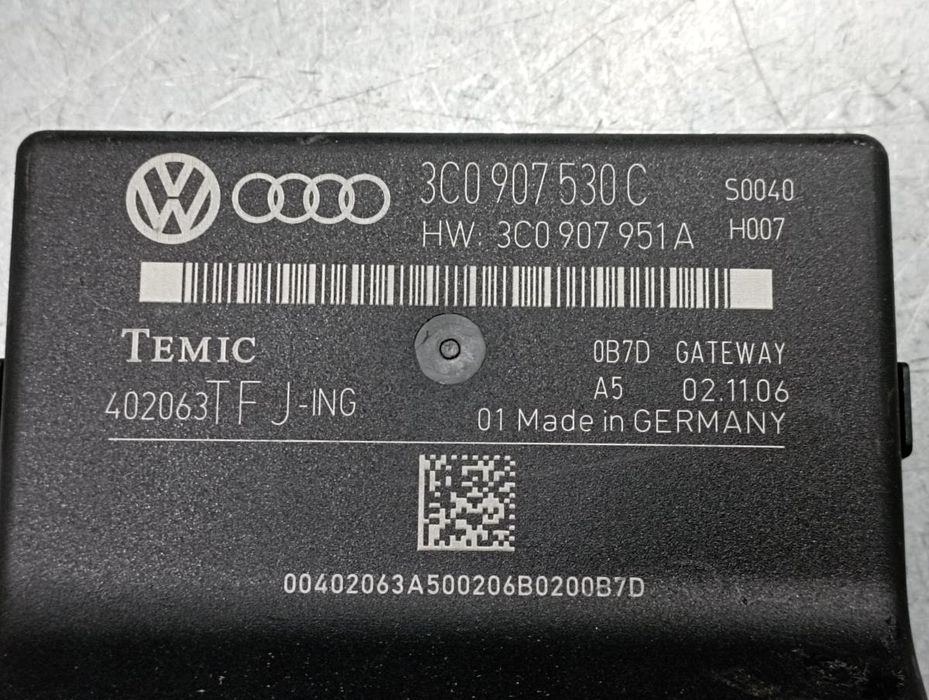 3C0 907 530 C S0040
HW: 3C0 907 951 A H007
TEMIC 0B7D GATEWAY
A5 02.11.06
402063TFJ-ING
01 Made in GERMANY
00402063A500206B0200B7D